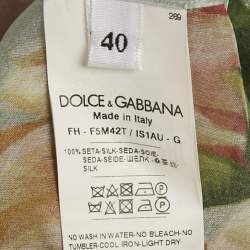 289
40
DOLCE & GABBANA
Made in Italy
FH - F5M42T / IS1AU - G
100% SETA-SILK-SEDA-SOIE-
SEDA-SEIDE-ШЕЛК-
SILK
NO WASH IN WATER-NO BLEACH-NO
TUMBLER-COOL IRON-LIGHT DRY